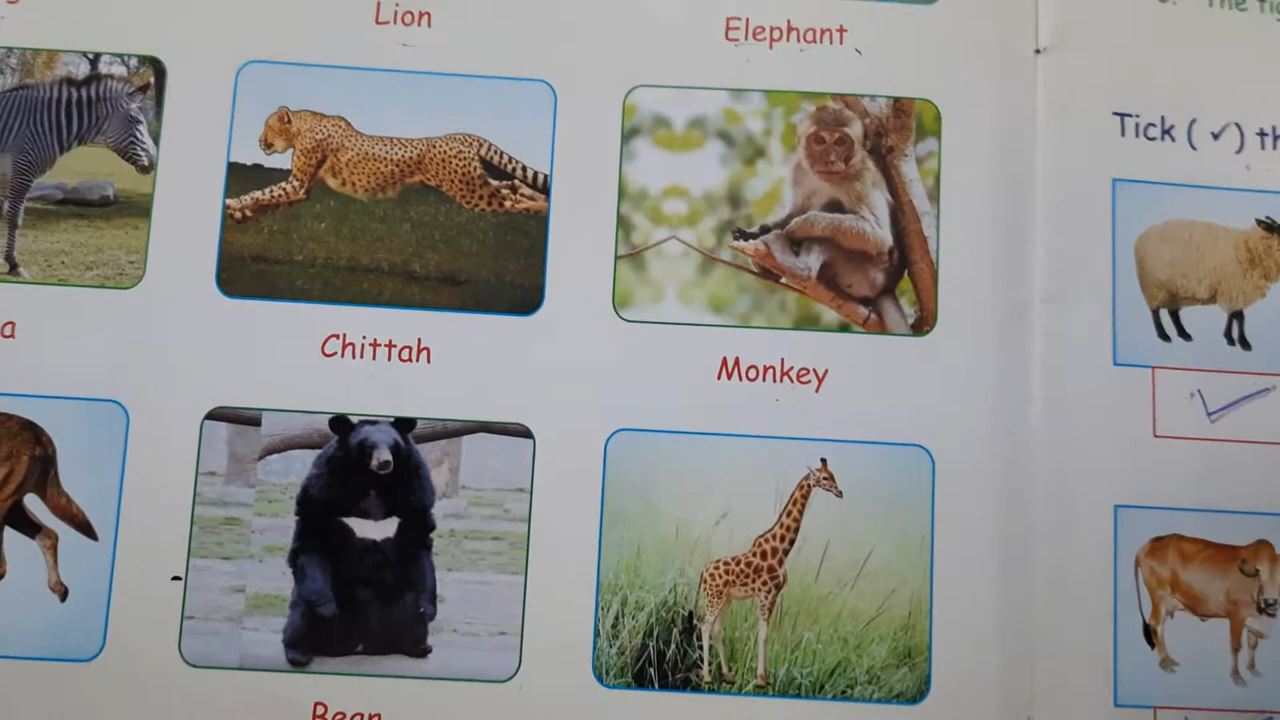 Lion
Elephant
Chittah
Monkey
Tick ( ✓ )